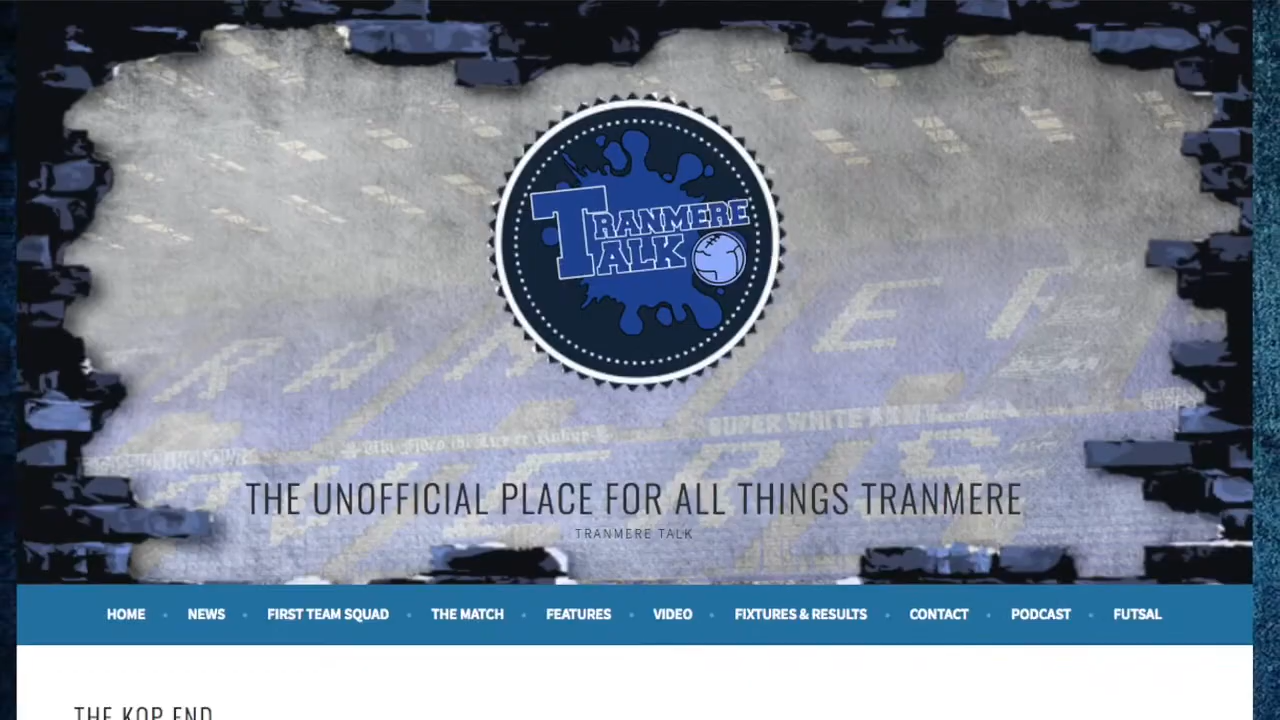 TRANMERE
TALK
SUPER WHITE ARMY
THE UNOFFICIAL PLACE FOR ALL THINGS TRANMERE
TRANMERE TALK
HOME NEWS FIRST TEAM SQUAD THE MATCH FEATURES VIDEO FIXTURES & RESULTS CONTACT PODCAST FUTSAL
THE KOP END